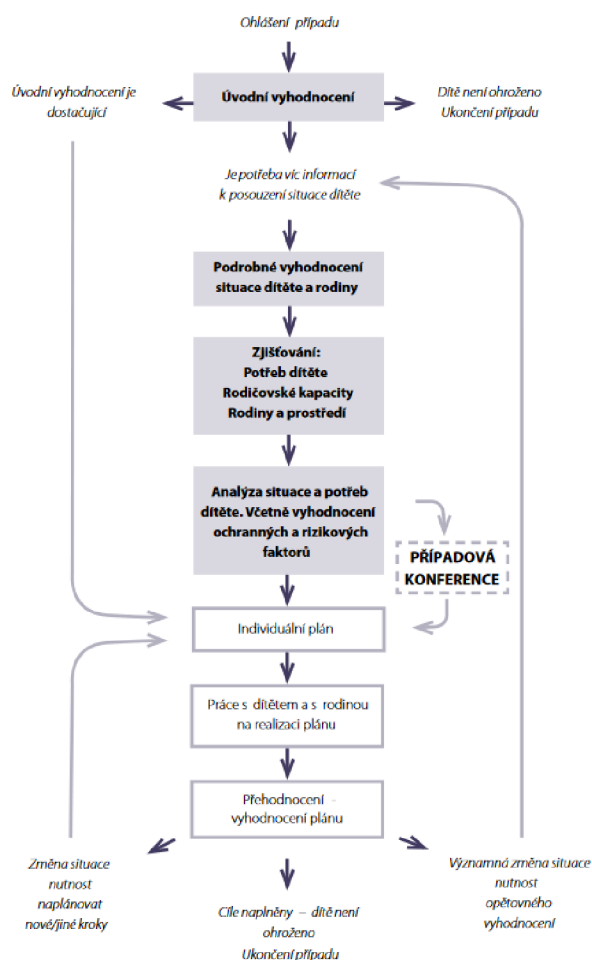 Ohlášení případu
Úvodní vyhodnocení je
dostačující
Úvodní vyhodnocení
Dítě není ohroženo
Ukončení případu
Je potřeba víc informací
k posouzení situace dítěte
Podrobné vyhodnocení
situace dítěte a rodiny
Zjišťování:
Potřeb dítěte
Rodičovské kapacity
Rodiny a prostředí
Analýza situace a potřeb
dítěte. Včetně vyhodnocení
ochranných a rizikových
faktorů
PŘÍPADOVÁ
KONFERENCE
Individuální plán
Práce s dítětem a s rodinou
na realizaci plánu
Přehodnocení -
vyhodnocení plánu
Změna situace
nutnost
naplánovat
nové/jiné kroky
Cíle naplněny – dítě není
ohroženo
Ukončení případu
Významná změna situace
nutnost
opětovného
vyhodnocení